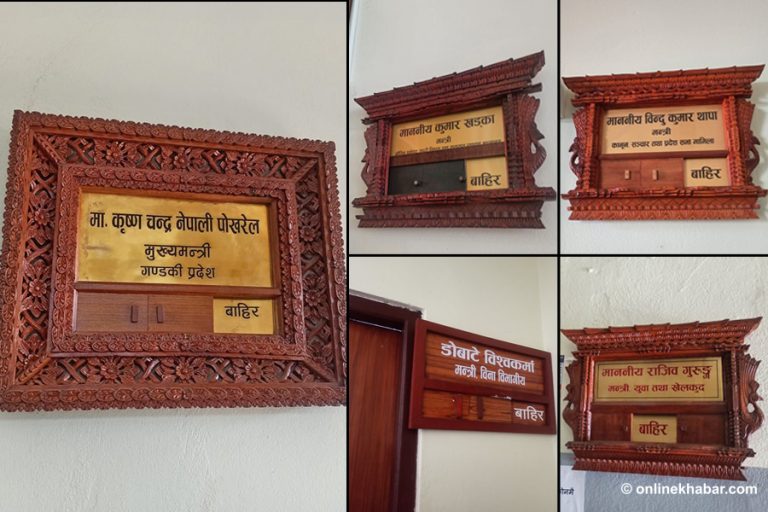 मा. कृष्ण चन्द्र नेपाली पोखरेल
मुख्यमन्त्री
गण्डकी प्रदेश
बाहिर
माननीय कुमार खड्का
मन्त्री
बाहिर
माननीय विन्दु कुमार थापा
मन्त्री
कानून, सञ्चार तथा प्रदेश सभा मामिला
बाहिर
डोबाटे विश्वकर्मा
मन्त्री, विना विभागीय
बाहिर
माननीय राजिव गुरुङ्ग
मन्त्री, युवा तथा खेलकुद
बाहिर
© onlinekhabar.com